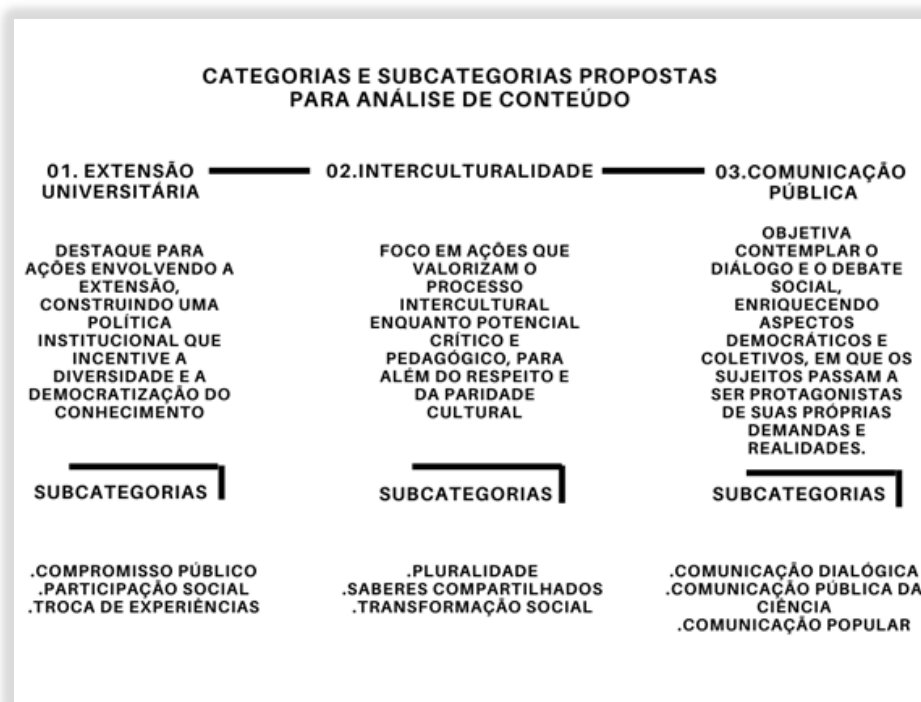 CATEGORIAS E SUBCATEGORIAS PROPOSTAS
PARA ANÁLISE DE CONTEÚDO
01. EXTENSÃO
UNIVERSITÁRIA
DESTAQUE PARA
AÇÕES ENVOLVENDO A
EXTENSÃO,
CONSTRUINDO UMA
POLÍTICA
INSTITUCIONAL QUE
INCENTIVE A
DIVERSIDADE E A
DEMOCRATIZAÇÃO DO
CONHECIMENTO
SUBCATEGORIAS
.COMPROMISSO PÚBLICO
.PARTICIPAÇÃO SOCIAL
.TROCA DE EXPERIÊNCIAS
02.INTERCULTURALIDADE
FOCO EM AÇÕES QUE
VALORIZAM O
PROCESSO
INTERCULTURAL
ENQUANTO POTENCIAL
CRÍTICO E
PEDAGÓGICO, PARA
ALÉM DO RESPEITO E
DA PARIDADE
CULTURAL
SUBCATEGORIAS
.PLURALIDADE
.SABERES COMPARTILHADOS
.TRANSFORMAÇÃO SOCIAL
03.COMUNICAÇÃO
PÚBLICA
OBJETIVA
CONTEMPLAR O
DIÁLOGO E O DEBATE
SOCIAL,
ENRIQUECENDO
ASPECTOS
DEMOCRÁTICOS E
COLETIVOS, EM QUE OS
SUJEITOS PASSAM A
SER PROTAGONISTAS
DE SUAS PRÓPRIAS
DEMANDAS E
REALIDADES.
SUBCATEGORIAS
.COMUNICAÇÃO DIALÓGICA
.COMUNICAÇÃO PÚBLICA DA
CIÊNCIA
.COMUNICAÇÃO POPULAR